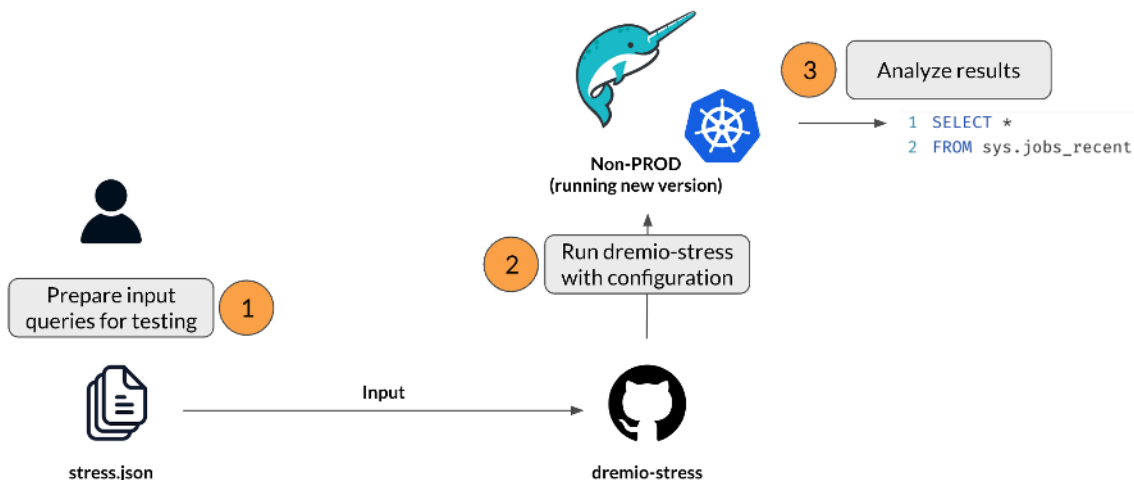 3
Analyze results
1 SELECT *
2 FROM sys.jobs_recent
Non-PROD
(running new version)
2
Run dremio-stress
with configuration
Prepare input
queries for testing
1
Input
stress.json
dremio-stress